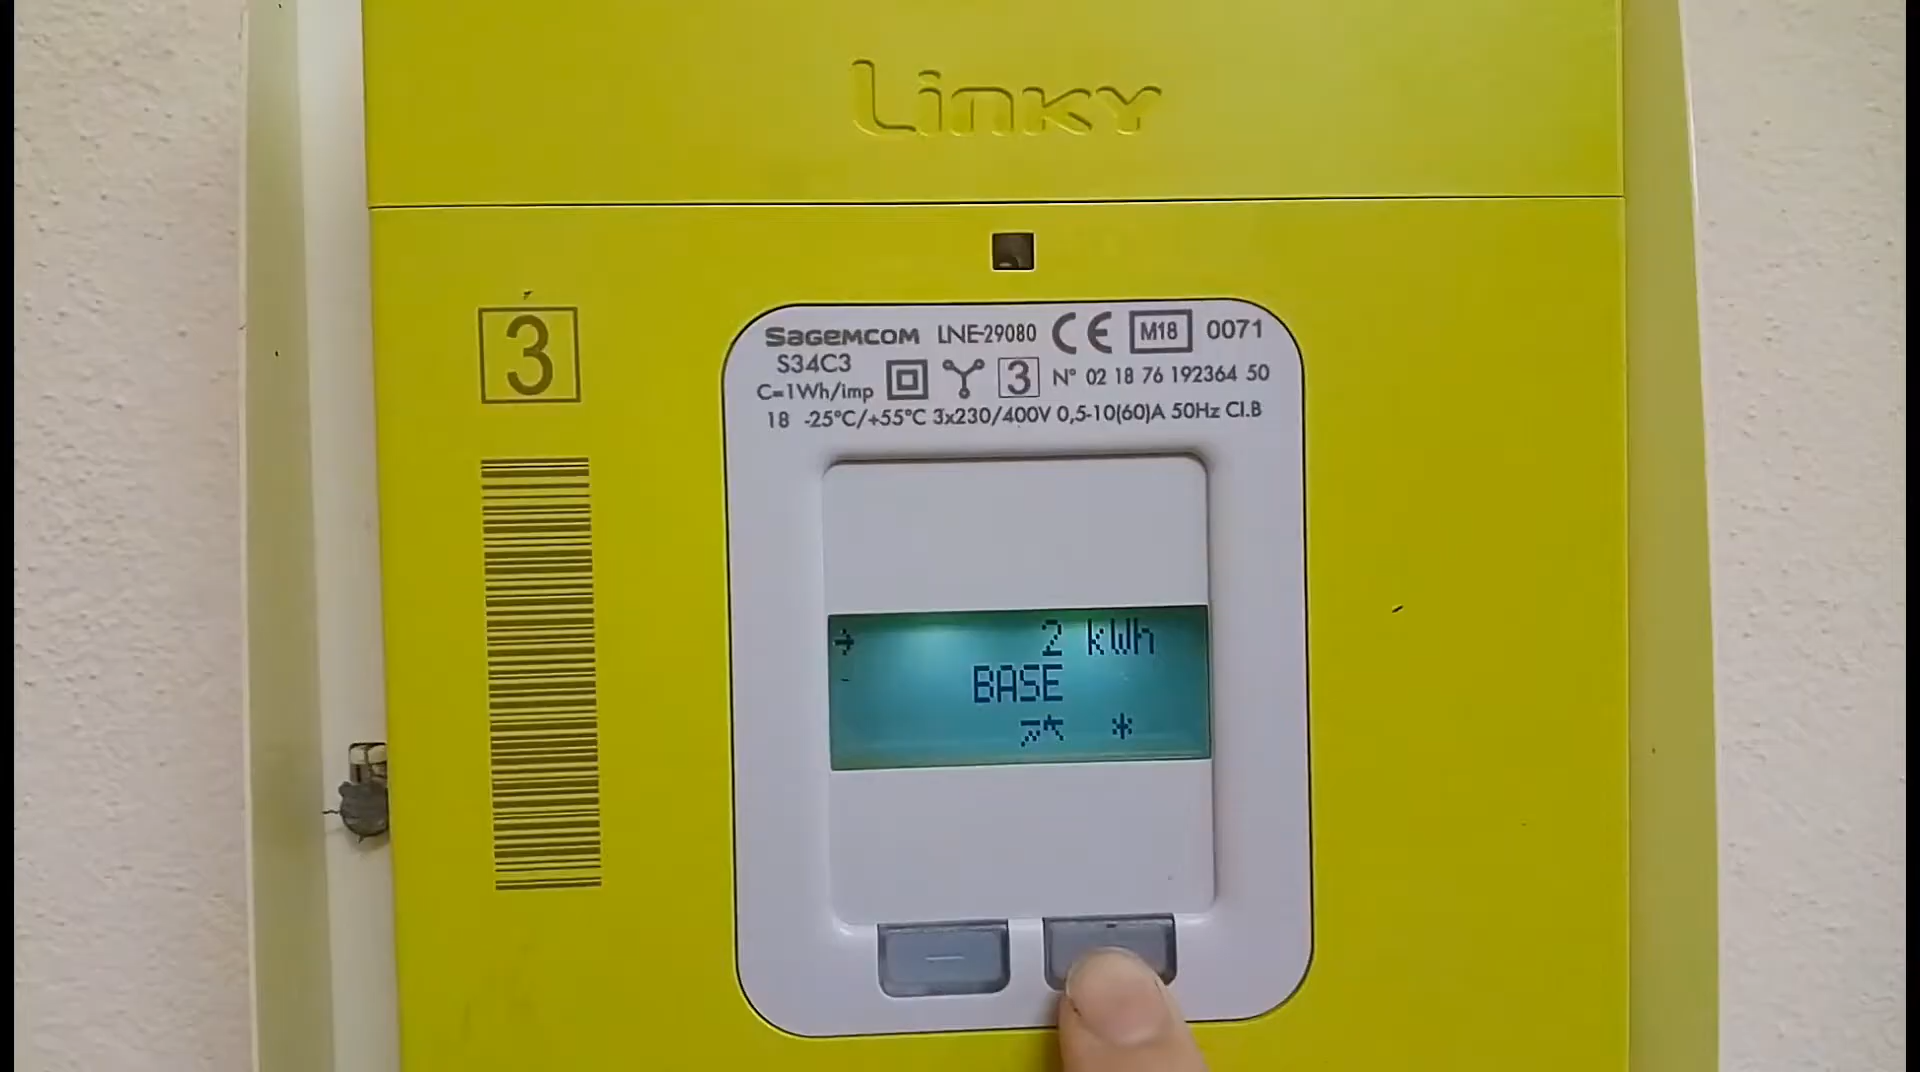 Linky
3
SAGEMCOM LNE-29080 CE M18 0071
S34C3
C=1Wh/imp 3 N° 02 18 76 192364 50
18 -25°C/+55°C 3x230/400V 0,5-10(60)A 50Hz Cl.B
2 kWh
BASE